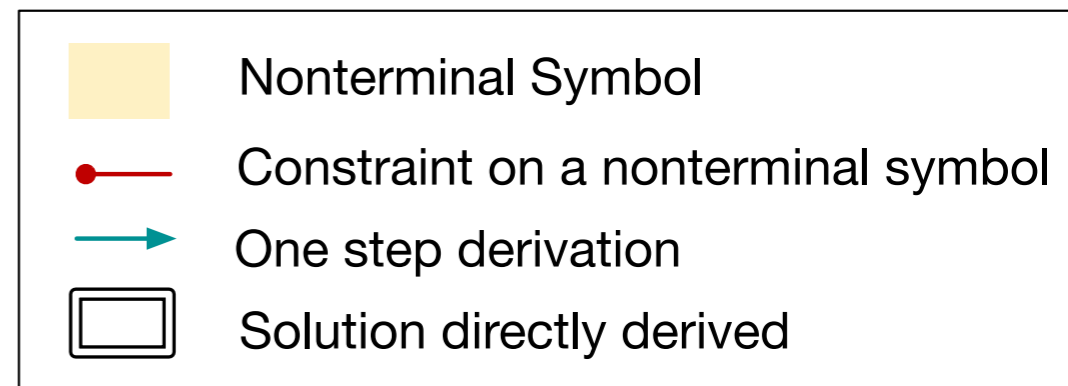 Nonterminal Symbol
Constraint on a nonterminal symbol
One step derivation
Solution directly derived